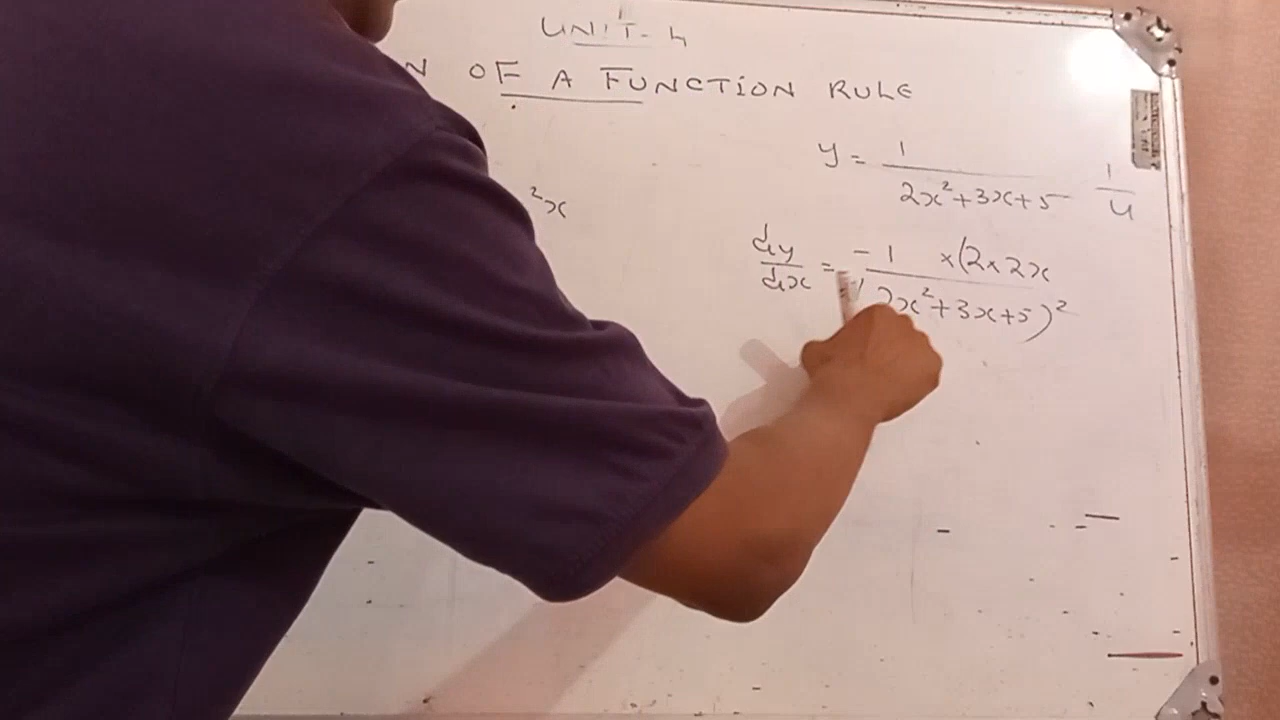 UNIT-4
N OF A FUNCTION RULE
y = 1 / 2x²+3x+5
1 / u
²x
dy/dx = -1 / (2x²+3x+5)² ×(2×2x